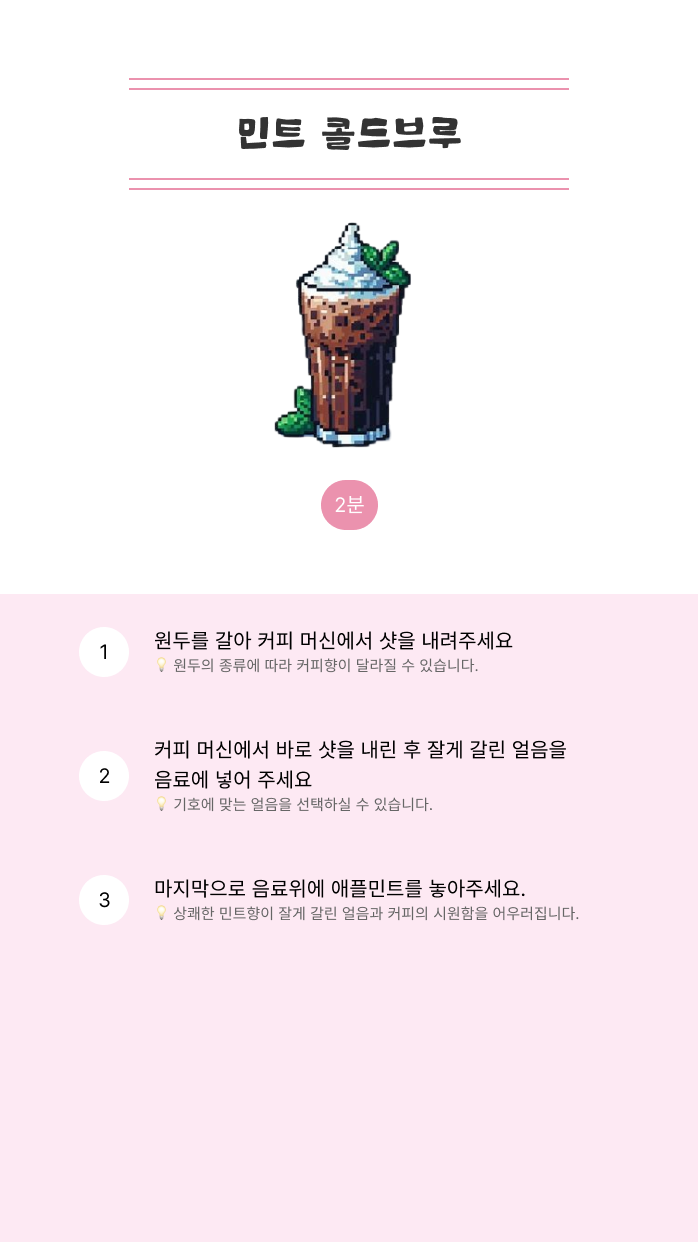 민트 콜드브루
2분
1
원두를 갈아 커피 머신에서 샷을 내려주세요
💡 원두의 종류에 따라 커피향이 달라질 수 있습니다.
2
커피 머신에서 바로 샷을 내린 후 잘게 갈린 얼음을
음료에 넣어 주세요
💡 기호에 맞는 얼음을 선택하실 수 있습니다.
3
마지막으로 음료위에 애플민트를 놓아주세요.
💡 상쾌한 민트향이 잘게 갈린 얼음과 커피의 시원함을 어우러집니다.